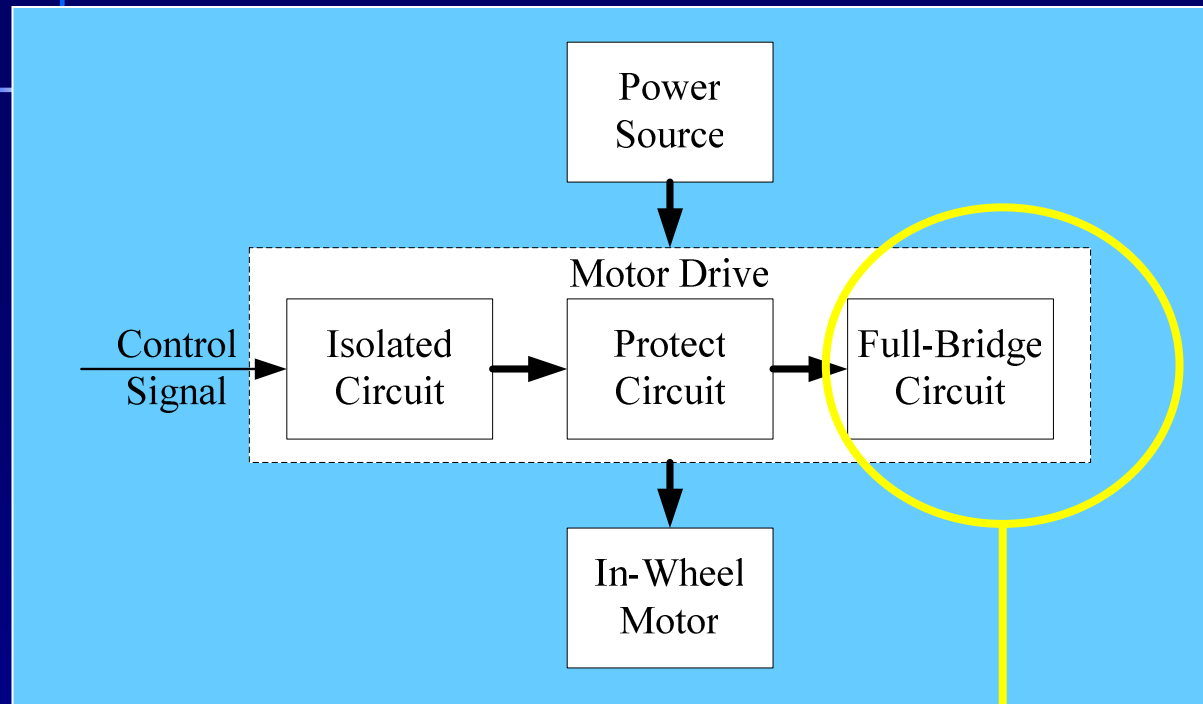 Power
Source
Motor Drive
Control
Signal
Isolated
Circuit
Protect
Circuit
Full-Bridge
Circuit
In-Wheel
Motor